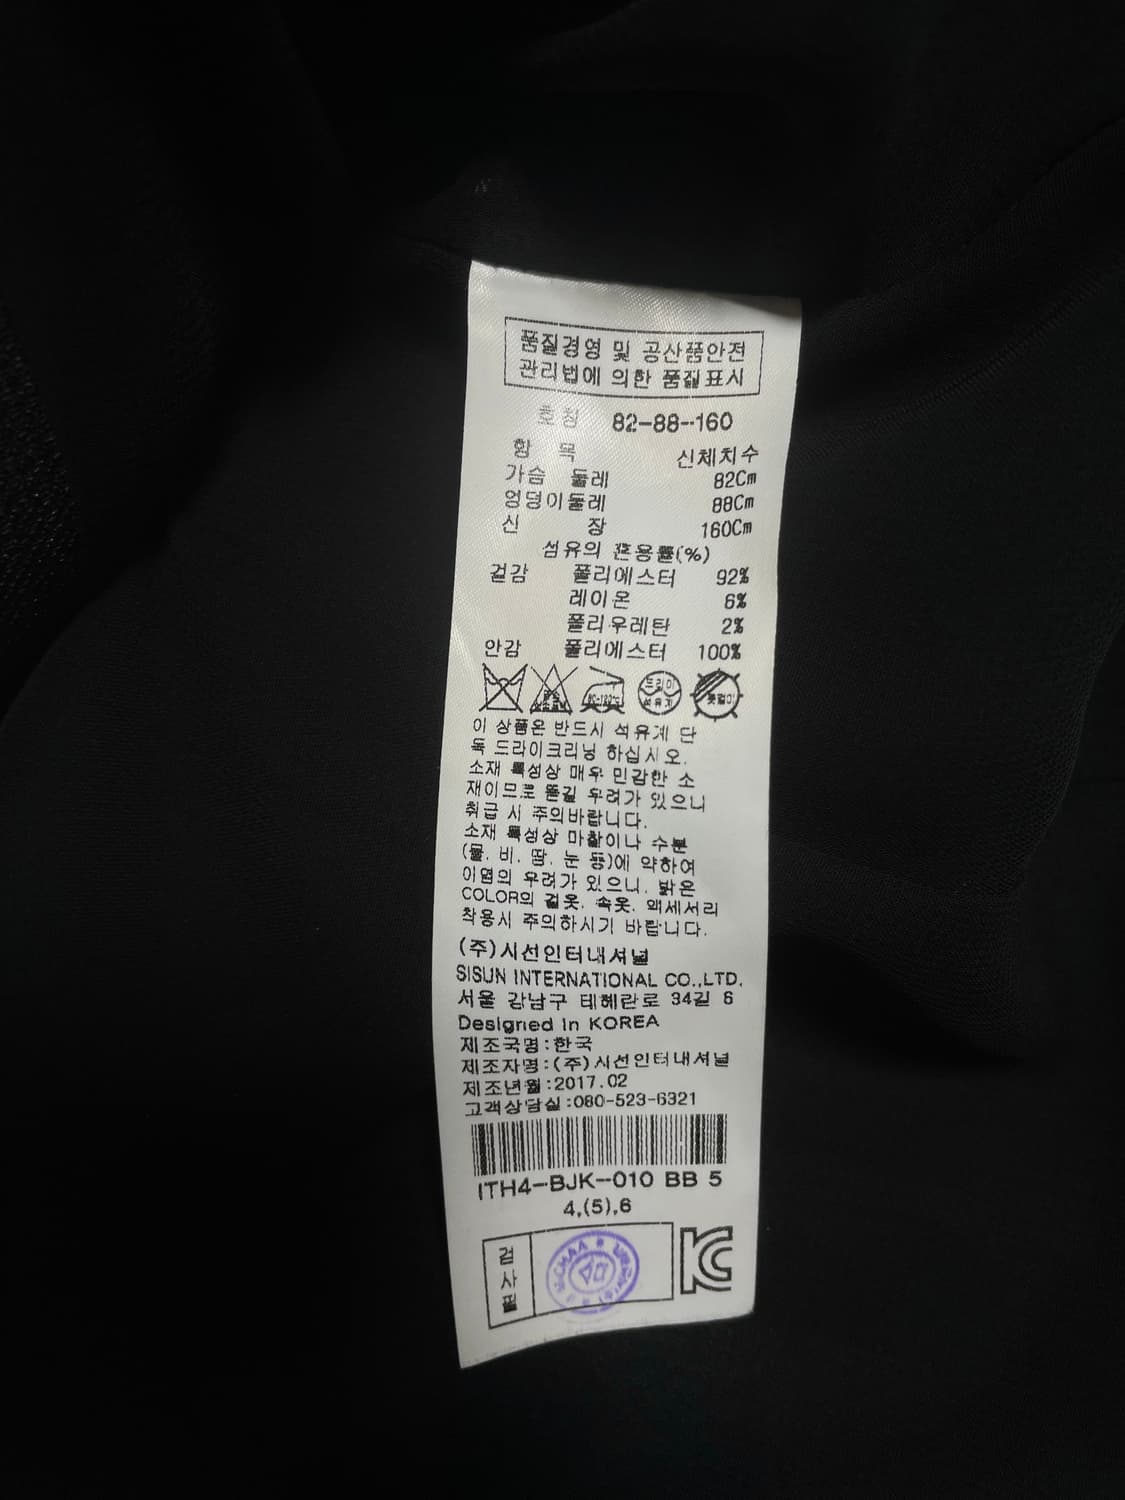 품질경영 및 공산품안전
관리법에 의한 품질표시
호칭 82-88-160
항 목 신체치수
가슴 둘레 82Cm
엉덩이둘레 88Cm
신 장 160Cm
섬유의 혼용률(%)
겉감 폴리에스터 92%
레이온 6%
폴리우레탄 2%
안감 폴리에스터 100%
80-120℃ 드라이 옷걸이
석유계
이 상품은 반드시 석유계 단
독 드라이크리닝 하십시오.
소재 특성상 매우 민감한 소
재이므로 뜯길 우려가 있으니
취급 시 주의바랍니다.
소재 특성상 마찰이나 수분
(물, 비, 땀, 눈 등)에 약하여
이염의 우려가 있으니, 밝은
COLOR의 겉옷, 속옷, 액세서리
착용시 주의하시기 바랍니다.
(주)시선인터내셔널
SISUN INTERNATIONAL CO.,LTD.
서울 강남구 테헤란로 34길 6
Designed in KOREA
제조국명:한국
제조자명:(주)시선인터내셔널
제조년월:2017.02
고객상담실:080-523-6321
ITH4-BJK-010 BB 5
4,(5),6
검사필
KC